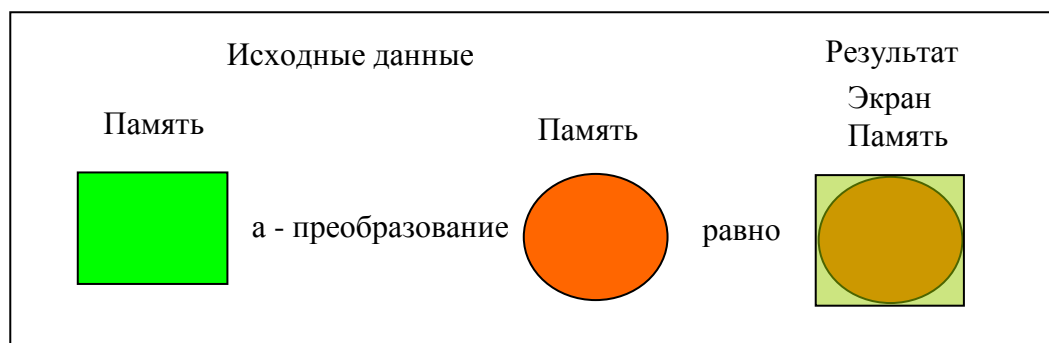 Исходные данные
Результат
Экран
Память
Память
Память
а - преобразование
равно